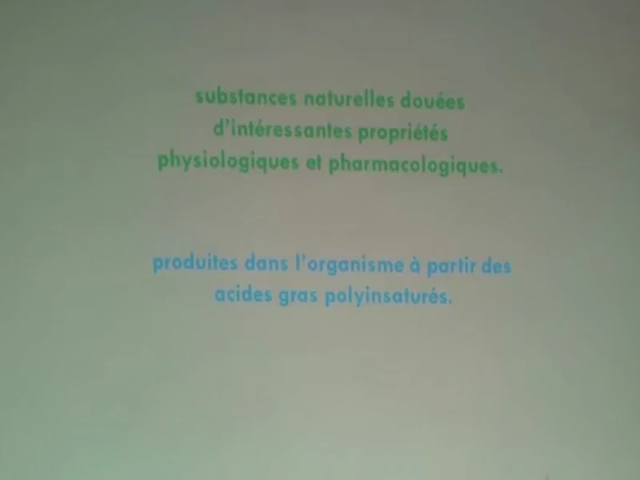 substances naturelles douées
d'intéressantes propriétés
physiologiques et pharmacologiques.
produites dans l'organisme à partir des
acides gras polyinsaturés.